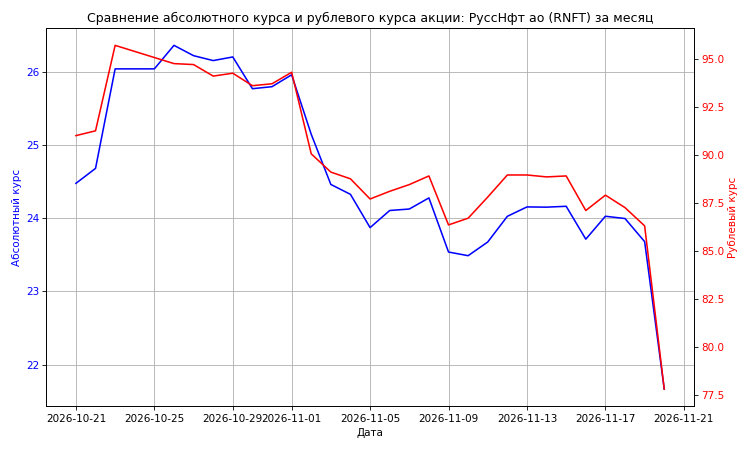 Сравнение абсолютного курса и рублевого курса акции: РуссНфт ао (RNFT) за месяц
Абсолютный курс
26
25
24
23
22
95.0
92.5
90.0
87.5
85.0
82.5
80.0
77.5
Рублевый курс
2026-10-21 2026-10-25 2026-10-29 2026-11-01 2026-11-05 2026-11-09 2026-11-13 2026-11-17 2026-11-21
Дата